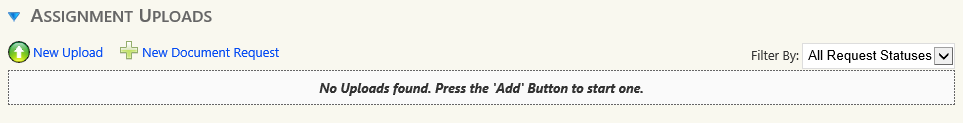 Assignment Uploads
New Upload New Document Request Filter By: All Request Statuses
No Uploads found. Press the 'Add' Button to start one.